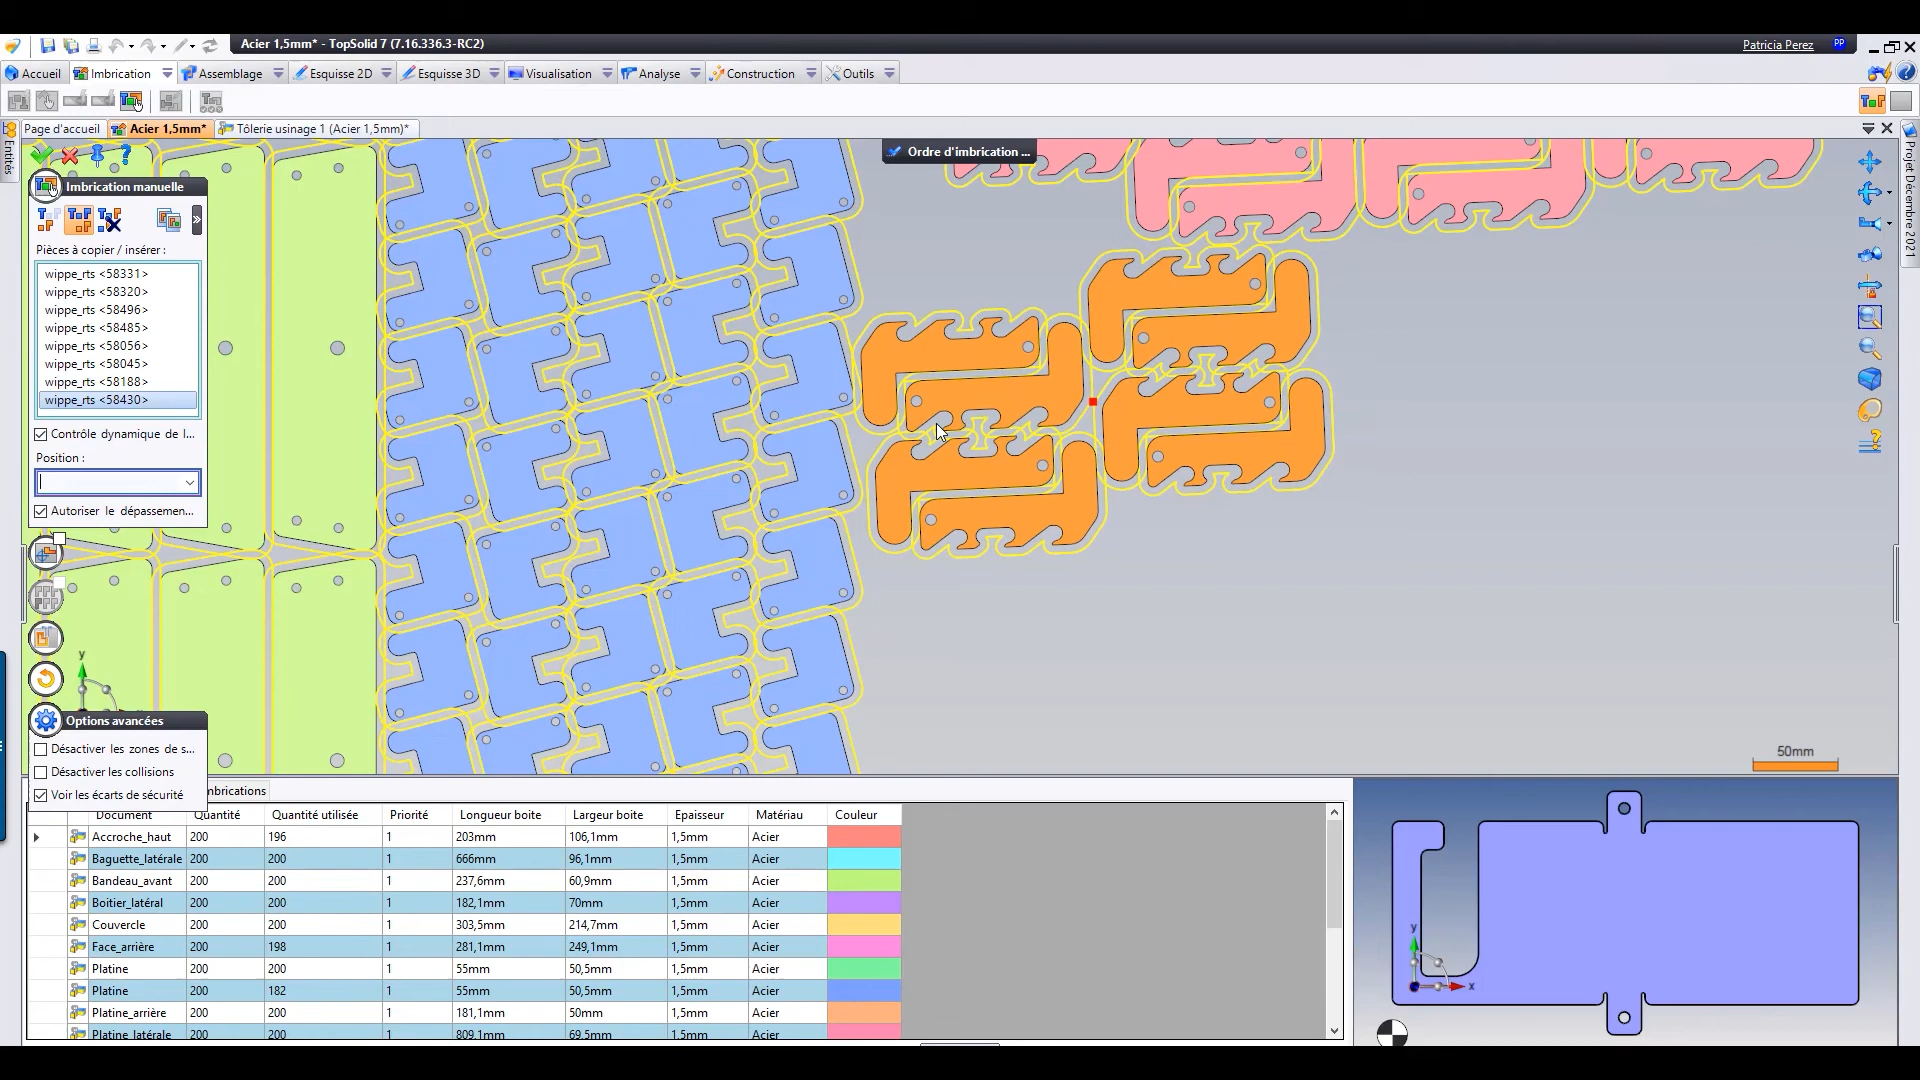 Acier 1,5mm* - TopSolid 7 (7.16.336.3-RC2)
Patricia Perez
PP
Accueil
Imbrication
Assemblage
Esquisse 2D
Esquisse 3D
Visualisation
Analyse
Construction
Outils
Page d'accueil
Acier 1,5mm*
Tôlerie usinage 1 (Acier 1,5mm)*
Entités
Projet Décembre 2021
Ordre d'imbrication ...
Imbrication manuelle
Pièces à copier / insérer :
wippe_rts <58331>
wippe_rts <58320>
wippe_rts <58496>
wippe_rts <58485>
wippe_rts <58056>
wippe_rts <58045>
wippe_rts <58188>
wippe_rts <58430>
Contrôle dynamique de l...
Position :
Autoriser le dépassemen...
y
Options avancées
Désactiver les zones de s...
Désactiver les collisions
Voir les écarts de sécurité
50mm
mbrications
Document Quantité Quantité utilisée Priorité Longueur boite Largeur boite Epaisseur Matériau Couleur
Accroche_haut 200 196 1 203mm 106,1mm 1,5mm Acier
Baguette_latérale 200 200 1 666mm 96,1mm 1,5mm Acier
Bandeau_avant 200 200 1 237,6mm 60,9mm 1,5mm Acier
Boitier_latéral 200 200 1 182,1mm 70mm 1,5mm Acier
Couvercle 200 200 1 303,5mm 214,7mm 1,5mm Acier
Face_arrière 200 198 1 281,1mm 249,1mm 1,5mm Acier
Platine 200 200 1 55mm 50,5mm 1,5mm Acier
Platine 200 182 1 55mm 50,5mm 1,5mm Acier
Platine_arrière 200 200 1 181,1mm 50mm 1,5mm Acier
Platine_latérale 200 200 1 809,1mm 69,5mm 1,5mm Acier
y
x